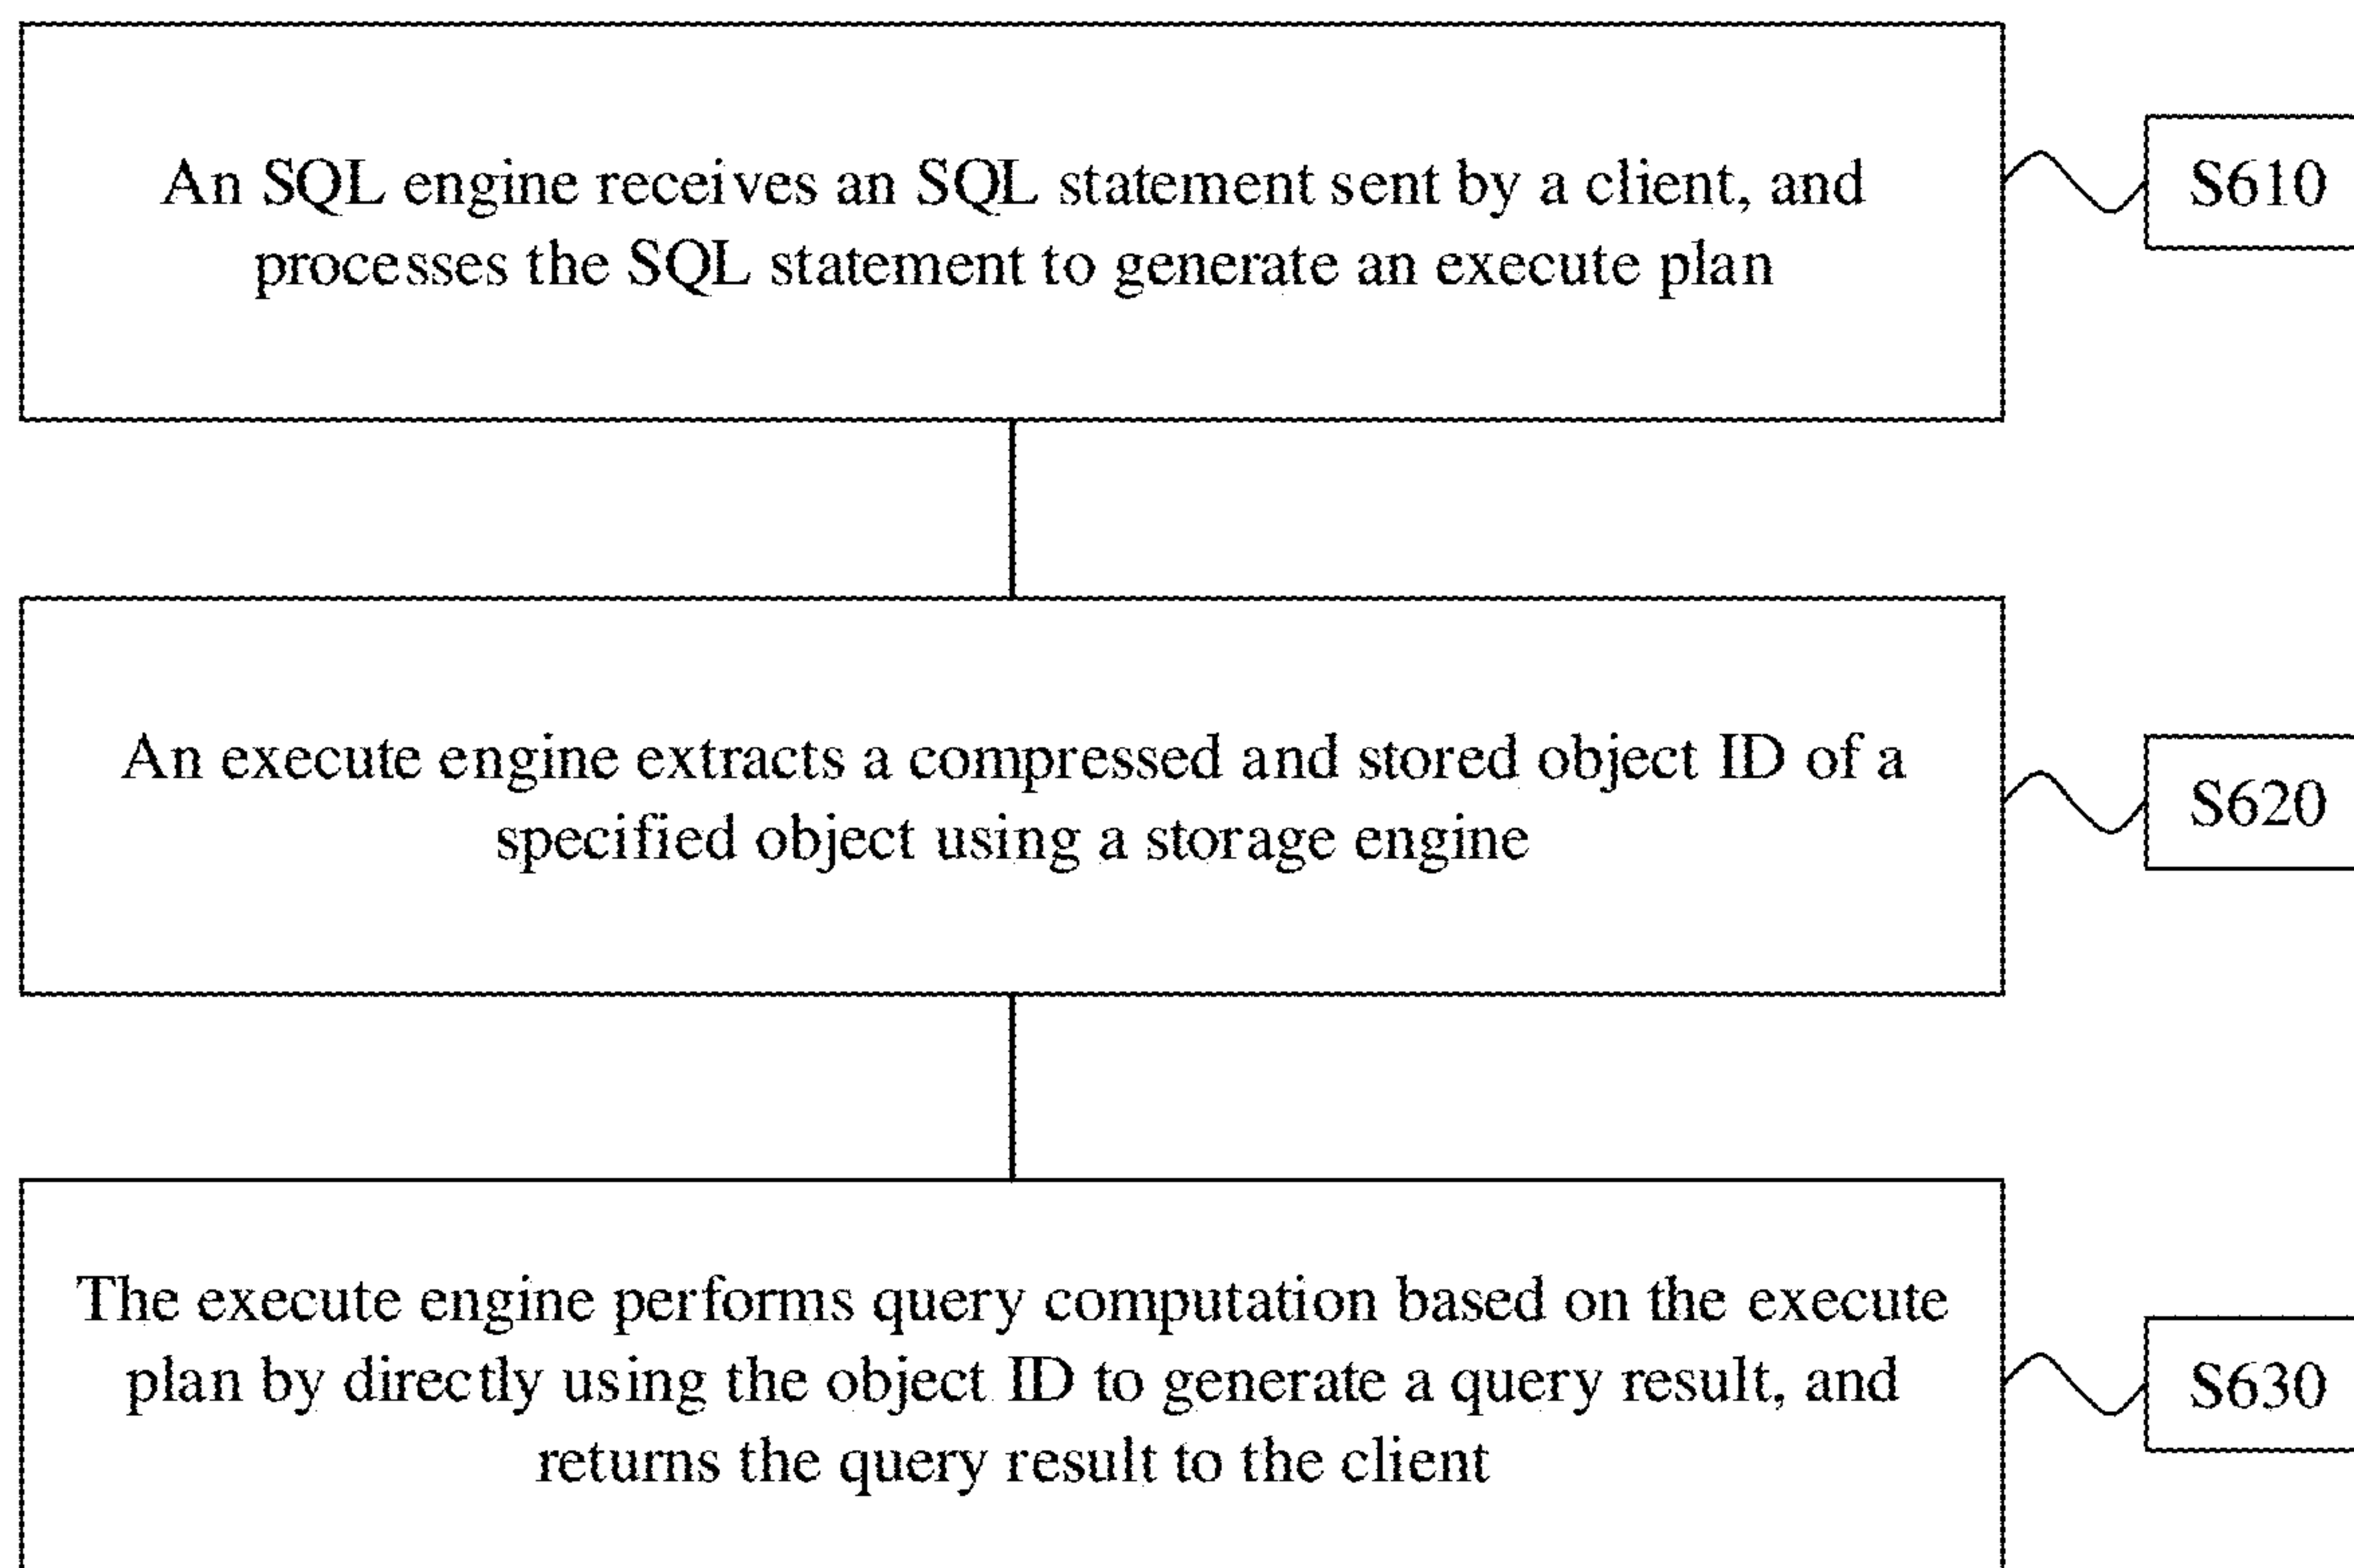 An SQL engine receives an SQL statement sent by a client, and
processes the SQL statement to generate an execute plan
S610
An execute engine extracts a compressed and stored object ID of a
specified object using a storage engine
S620
The execute engine performs query computation based on the execute
plan by directly using the object ID to generate a query result, and
returns the query result to the client
S630